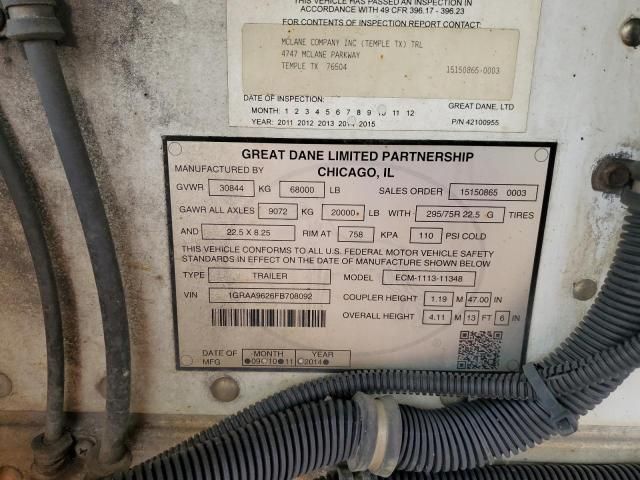 THIS VEHICLE HAS PASSED AN INSPECTION IN
ACCORDANCE WITH 49 CFR 396.17 - 396.23
FOR CONTENTS OF INSPECTION REPORT CONTACT:
MCLANE COMPANY INC (TEMPLE TX) TRL
4747 MCLANE PARKWAY
TEMPLE TX 76504 15150865-0003
DATE OF INSPECTION: GREAT DANE, LTD
MONTH: 1 2 3 4 5 6 7 8 9 10 11 12
YEAR: 2011 2012 2013 2014 2015 P/N 42100955
GREAT DANE LIMITED PARTNERSHIP
MANUFACTURED BY CHICAGO, IL
GVWR 30844 KG 68000 LB SALES ORDER 15150865 0003
GAWR ALL AXLES 9072 KG 20000 LB WITH 295/75R 22.5 G TIRES
AND 22.5 X 8.25 RIM AT 758 KPA 110 PSI COLD
THIS VEHICLE CONFORMS TO ALL U.S. FEDERAL MOTOR VEHICLE SAFETY
STANDARDS IN EFFECT ON THE DATE OF MANUFACTURE SHOWN BELOW.
TYPE TRAILER MODEL ECM-1113-11348
VIN 1GRAA9626FB708092 COUPLER HEIGHT 1.19 M 47.00 IN
OVERALL HEIGHT 4.11 M 13 FT 6 IN
DATE OF MFG MONTH YEAR
09 10 11 2014